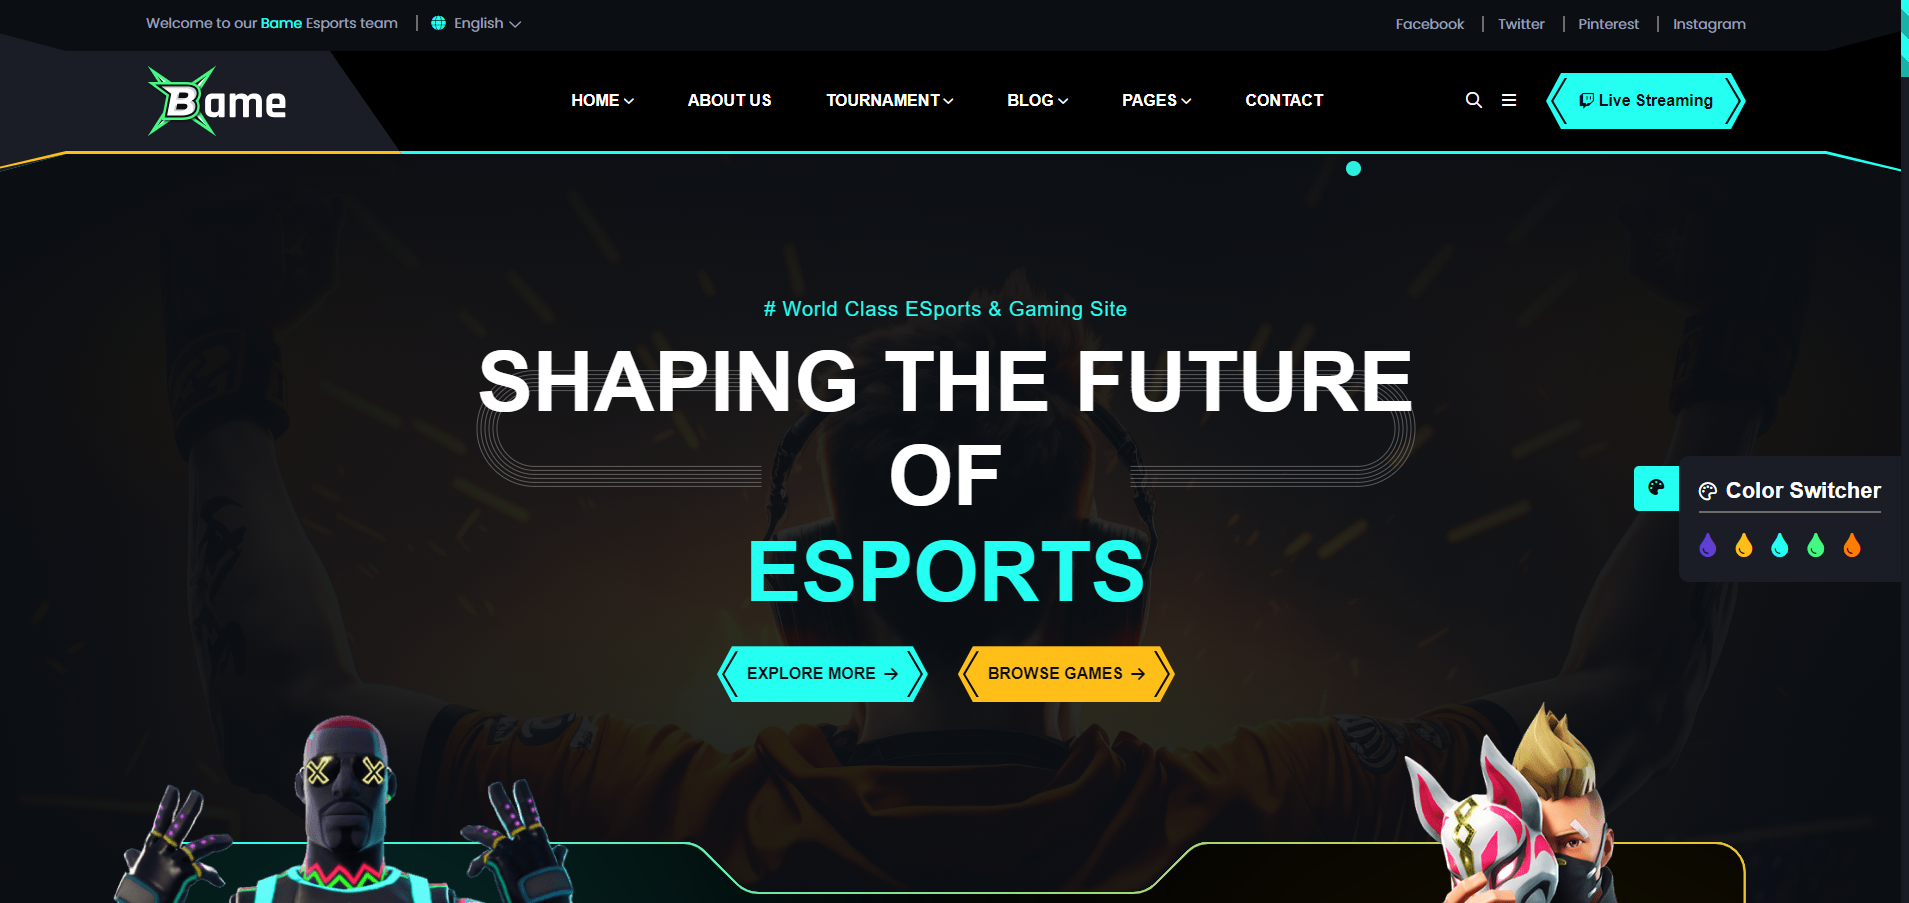 Welcome to our Bame Esports team
English
Facebook
Twitter
Pinterest
Instagram
Bame
HOME
ABOUT US
TOURNAMENT
BLOG
PAGES
CONTACT
Live Streaming
# World Class ESports & Gaming Site
SHAPING THE FUTURE
OF
ESPORTS
Color Switcher
EXPLORE MORE
BROWSE GAMES